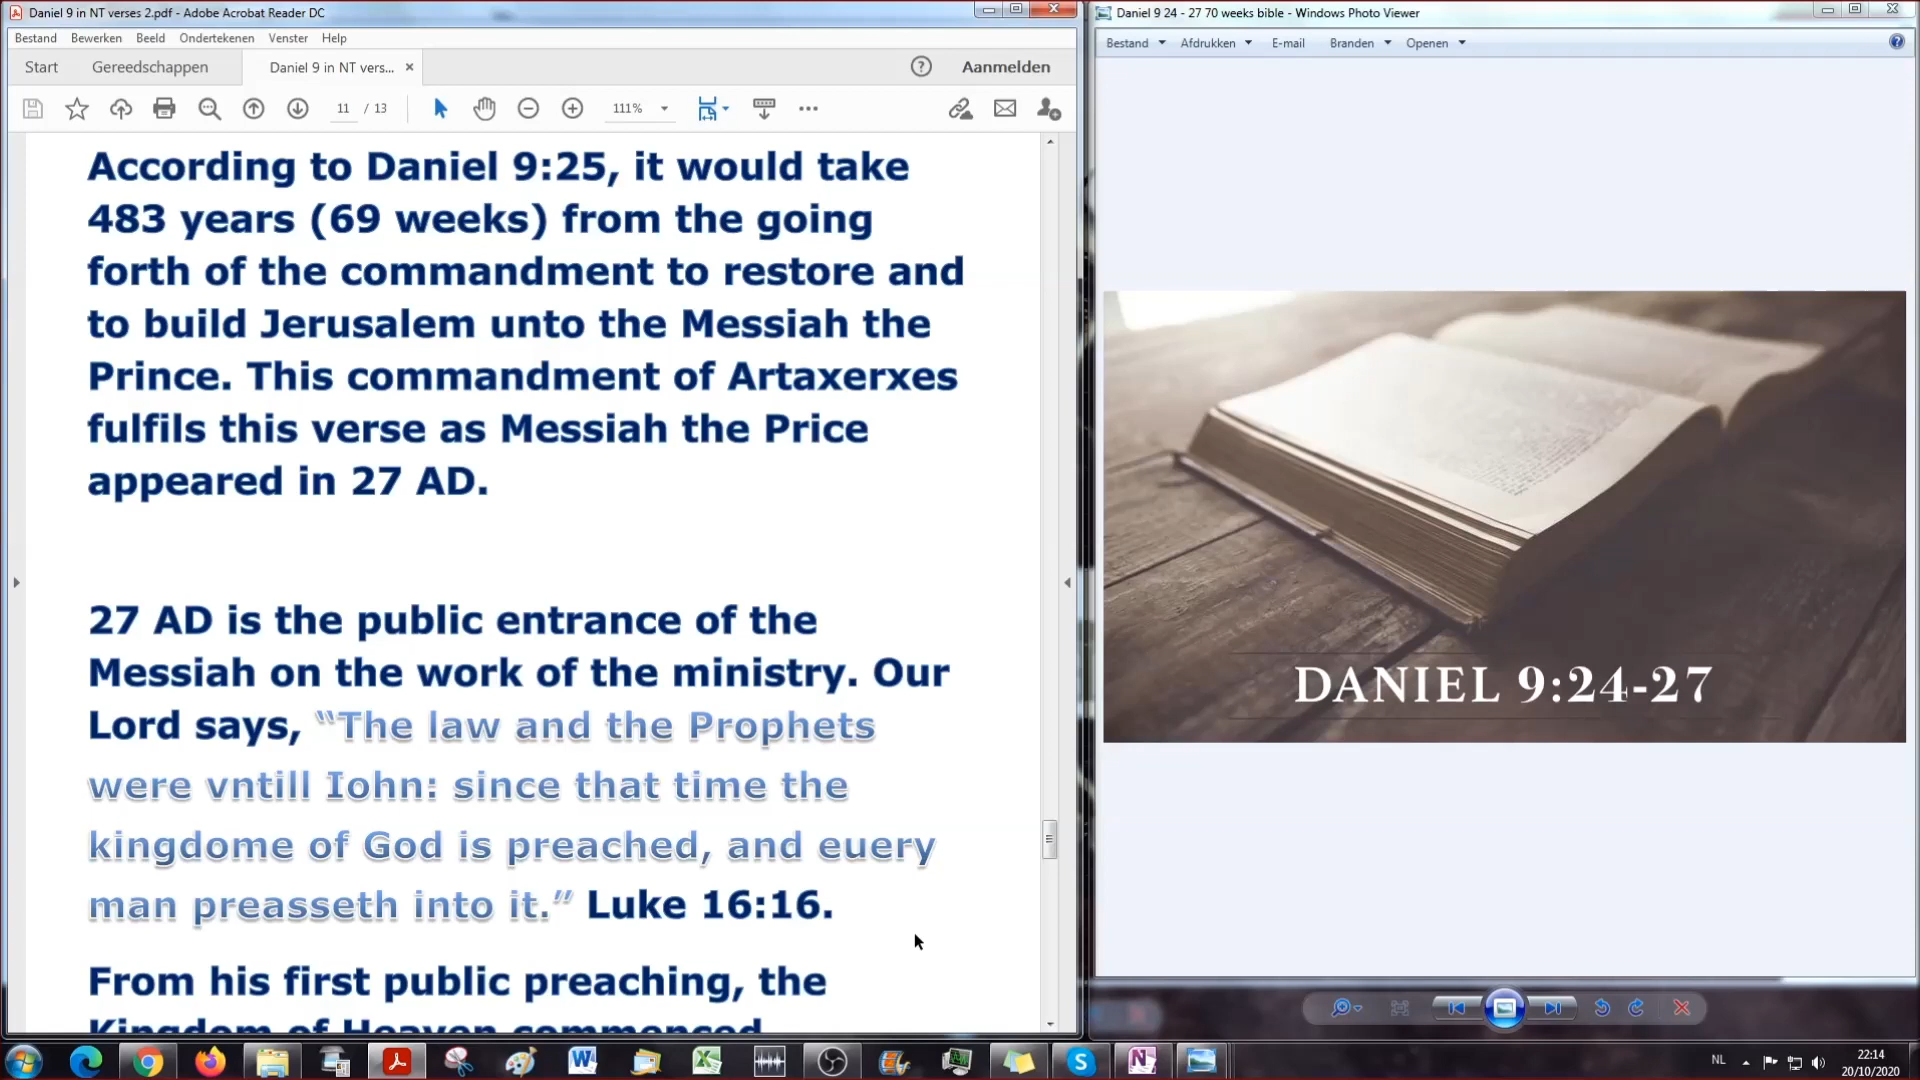 Daniel 9 in NT verses 2.pdf - Adobe Acrobat Reader DC
Bestand Bewerken Beeld Ondertekenen Venster Help
Start Gereedschappen Daniel 9 in NT vers... × Aanmelden
11 / 13 111%
According to Daniel 9:25, it would take
483 years (69 weeks) from the going
forth of the commandment to restore and
to build Jerusalem unto the Messiah the
Prince. This commandment of Artaxerxes
fulfils this verse as Messiah the Price
appeared in 27 AD.
27 AD is the public entrance of the
Messiah on the work of the ministry. Our
Lord says, “The law and the Prophets
were vntill Iohn: since that time the
kingdome of God is preached, and euery
man preasseth into it.” Luke 16:16.
From his first public preaching, the
Kingdom of Heaven commenced
Daniel 9 24 - 27 70 weeks bible - Windows Photo Viewer
Bestand Afdrukken E-mail Branden Openen
DANIEL 9:24-27
NL
22:14
20/10/2020